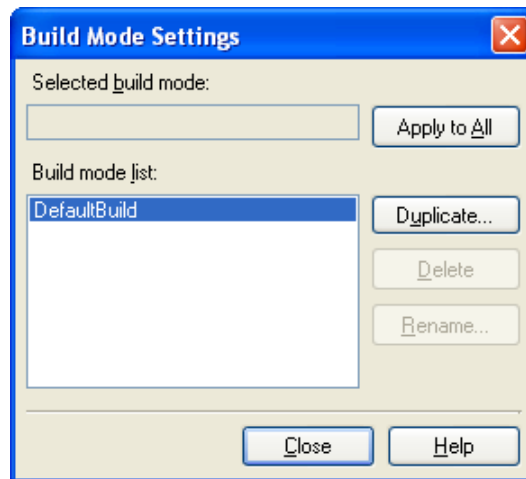 Build Mode Settings
Selected build mode:
Apply to All
Build mode list:
DefaultBuild
Duplicate...
Delete
Rename...
Close
Help